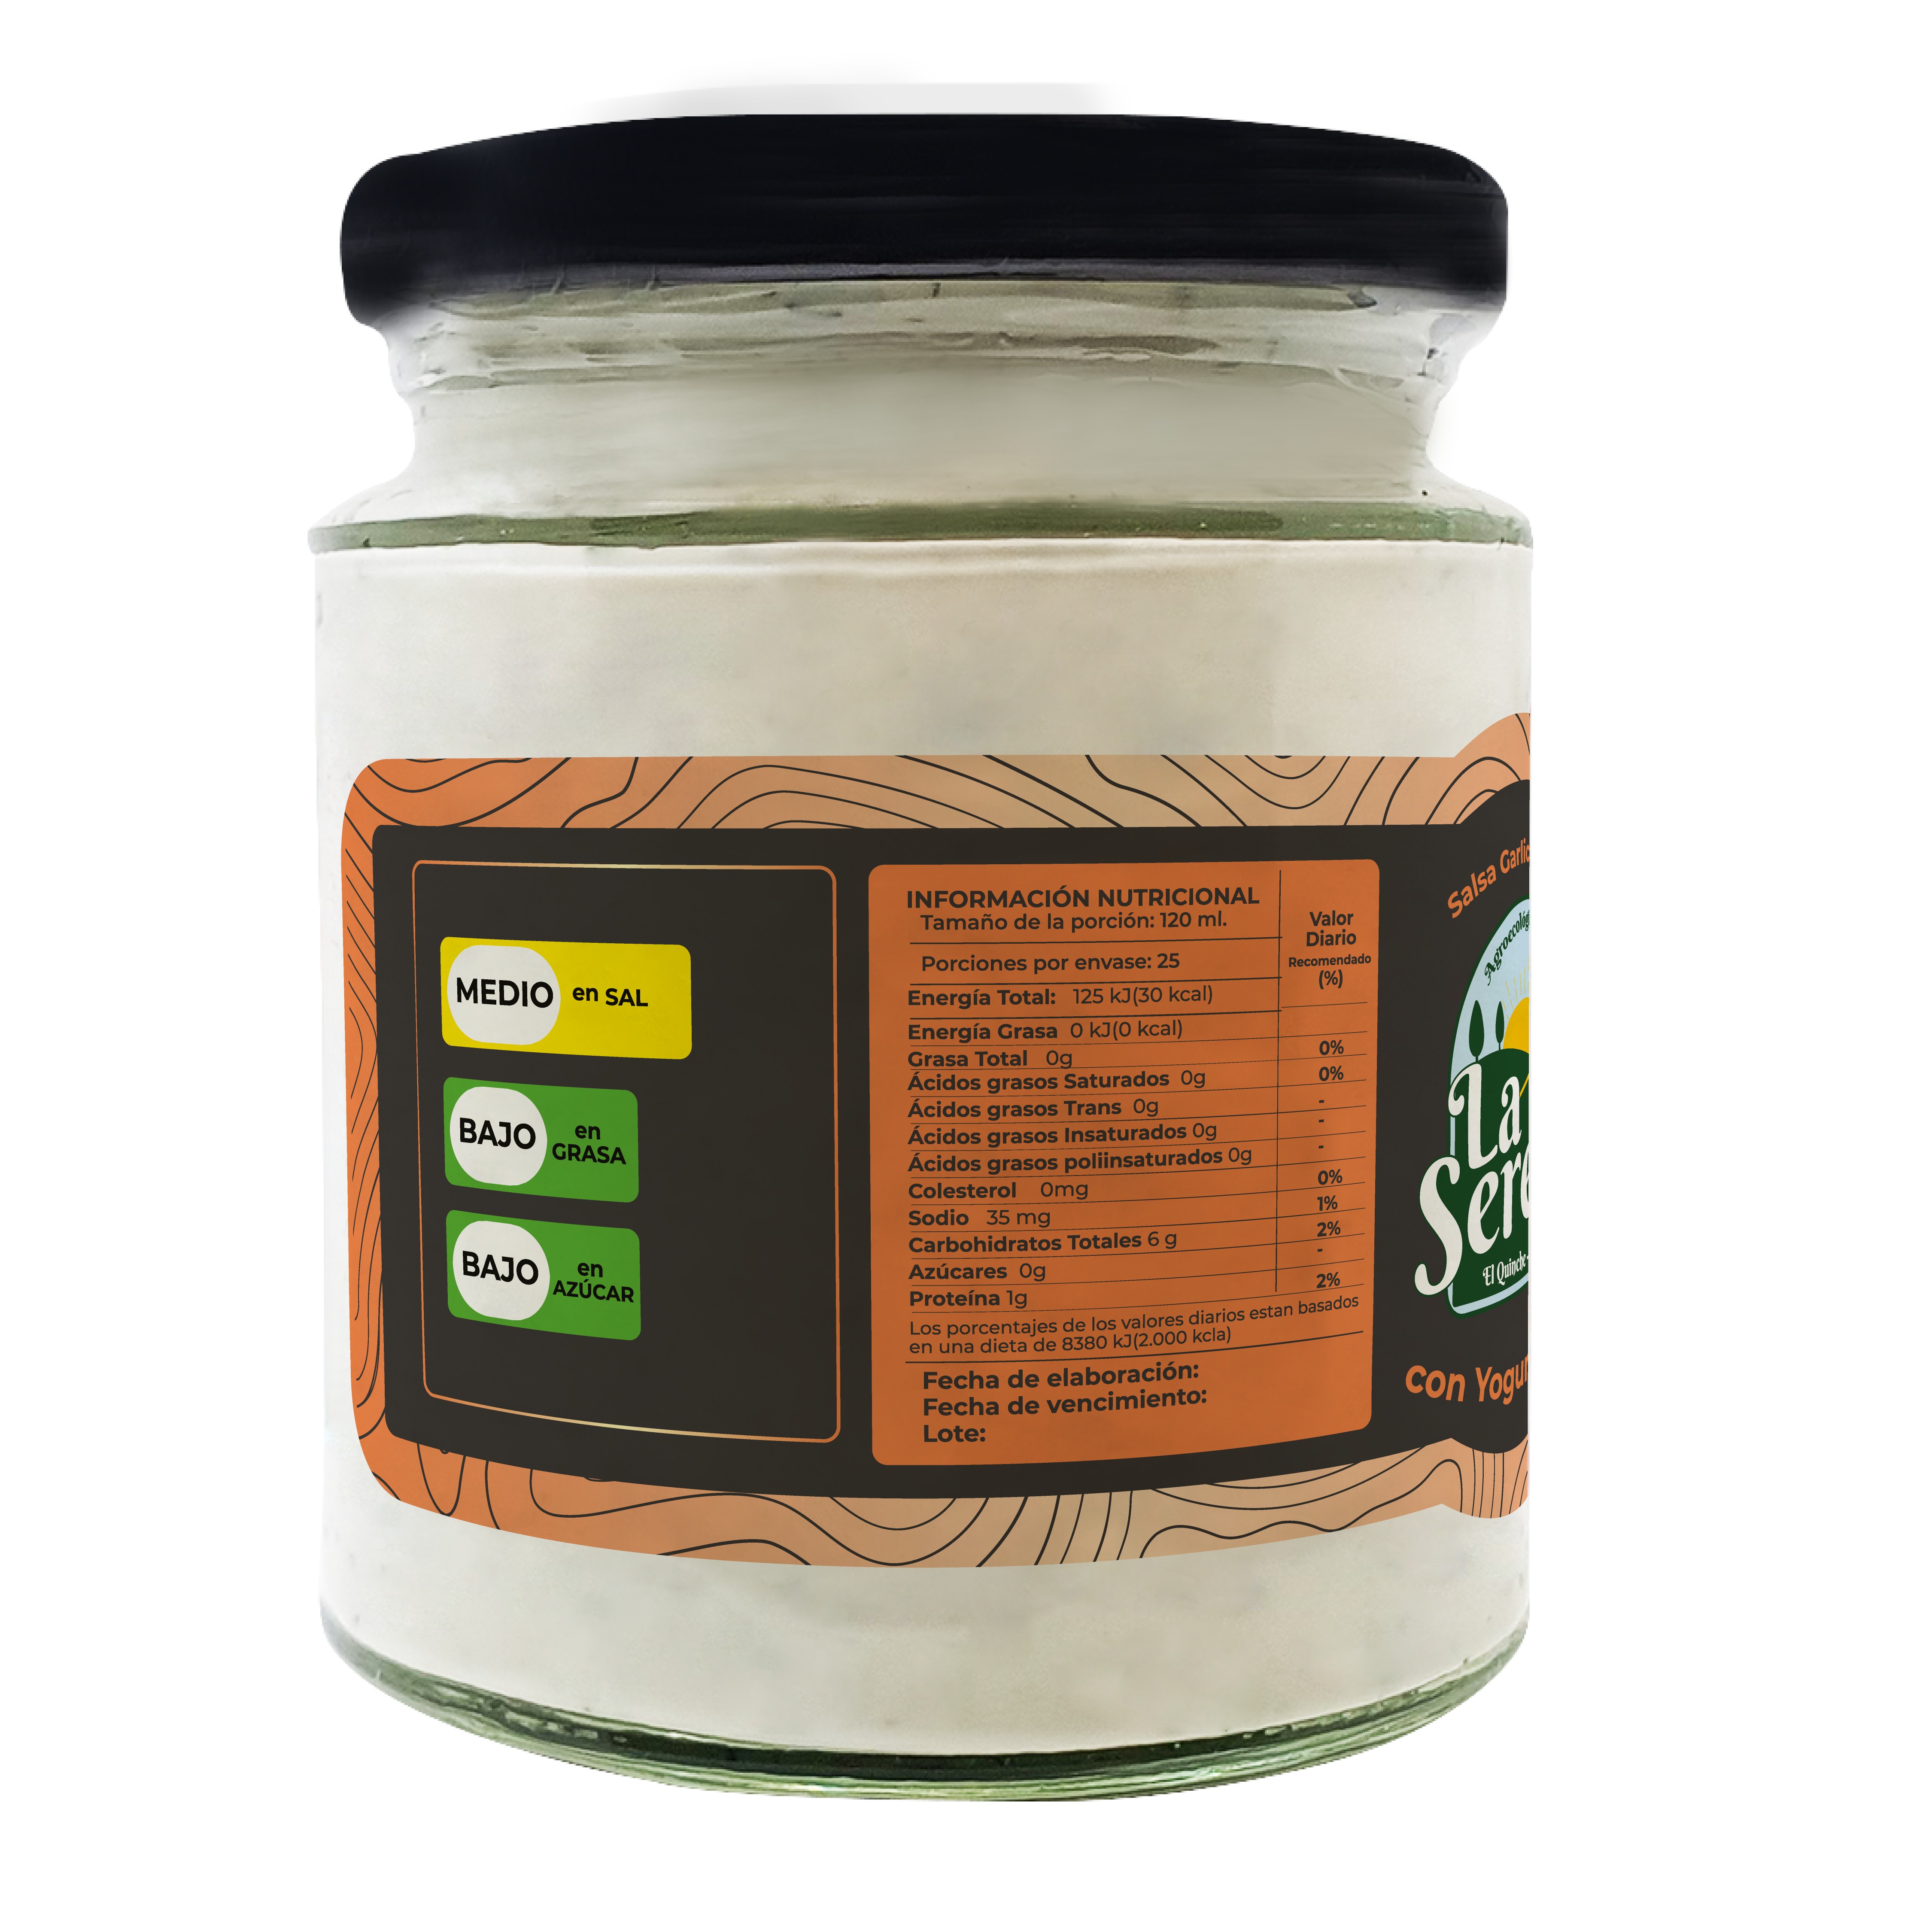 MEDIO en SAL
BAJO en
GRASA
BAJO en
AZÚCAR
INFORMACIÓN NUTRICIONAL
Tamaño de la porción: 120 ml.
Porciones por envase: 25
Valor
Diario
Recomendado
(%)
Energía Total: 125 kJ(30 kcal)
Energía Grasa 0 kJ(0 kcal)
Grasa Total 0g 0%
Ácidos grasos Saturados 0g 0%
Ácidos grasos Trans 0g -
Ácidos grasos Insaturados 0g -
Ácidos grasos poliinsaturados 0g -
Colesterol 0mg 0%
Sodio 35 mg 1%
Carbohidratos Totales 6 g 2%
Azúcares 0g -
Proteína 1g 2%
Los porcentajes de los valores diarios estan basados
en una dieta de 8380 kJ(2.000 kcla)
Fecha de elaboración:
Fecha de vencimiento:
Lote:
Salsa Garlic
La
El Quinche
con